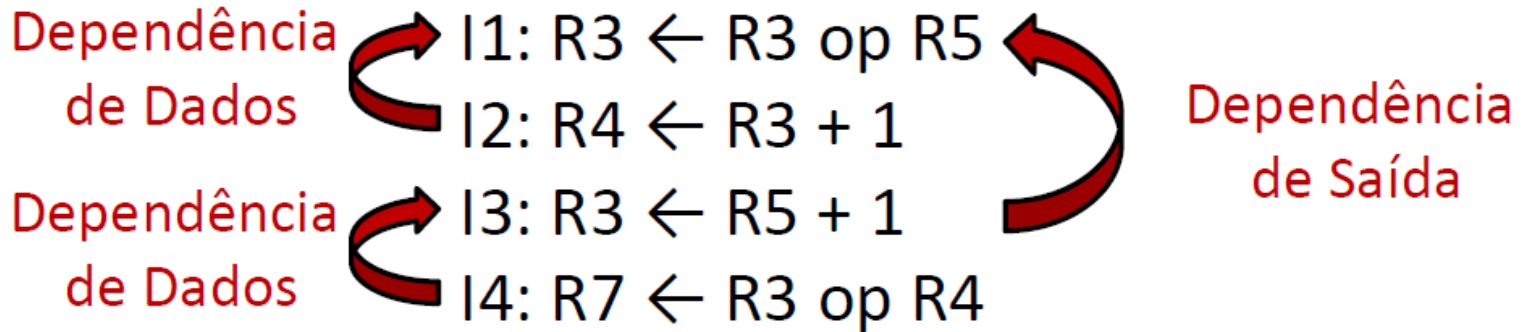 Dependência
de Dados
I1: R3 ← R3 op R5
I2: R4 ← R3 + 1
Dependência
de Saída
Dependência
de Dados
I3: R3 ← R5 + 1
I4: R7 ← R3 op R4